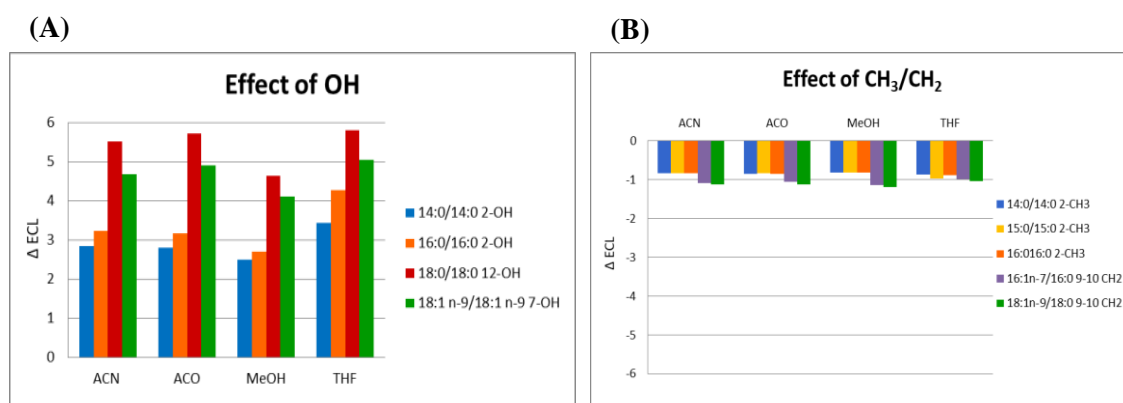 (A)
Effect of OH
6
5
4
3
2
1
0
Δ ECL
ACN ACO MeOH THF
14:0/14:0 2-OH
16:0/16:0 2-OH
18:0/18:0 12-OH
18:1 n-9/18:1 n-9 7-OH
(B)
Effect of CH₃/CH₂
ACN ACO MeOH THF
0
-1
-2
-3
-4
-5
-6
Δ ECL
14:0/14:0 2-CH3
15:0/15:0 2-CH3
16:016:0 2-CH3
16:1n-7/16:0 9-10 CH2
18:1n-9/18:0 9-10 CH2